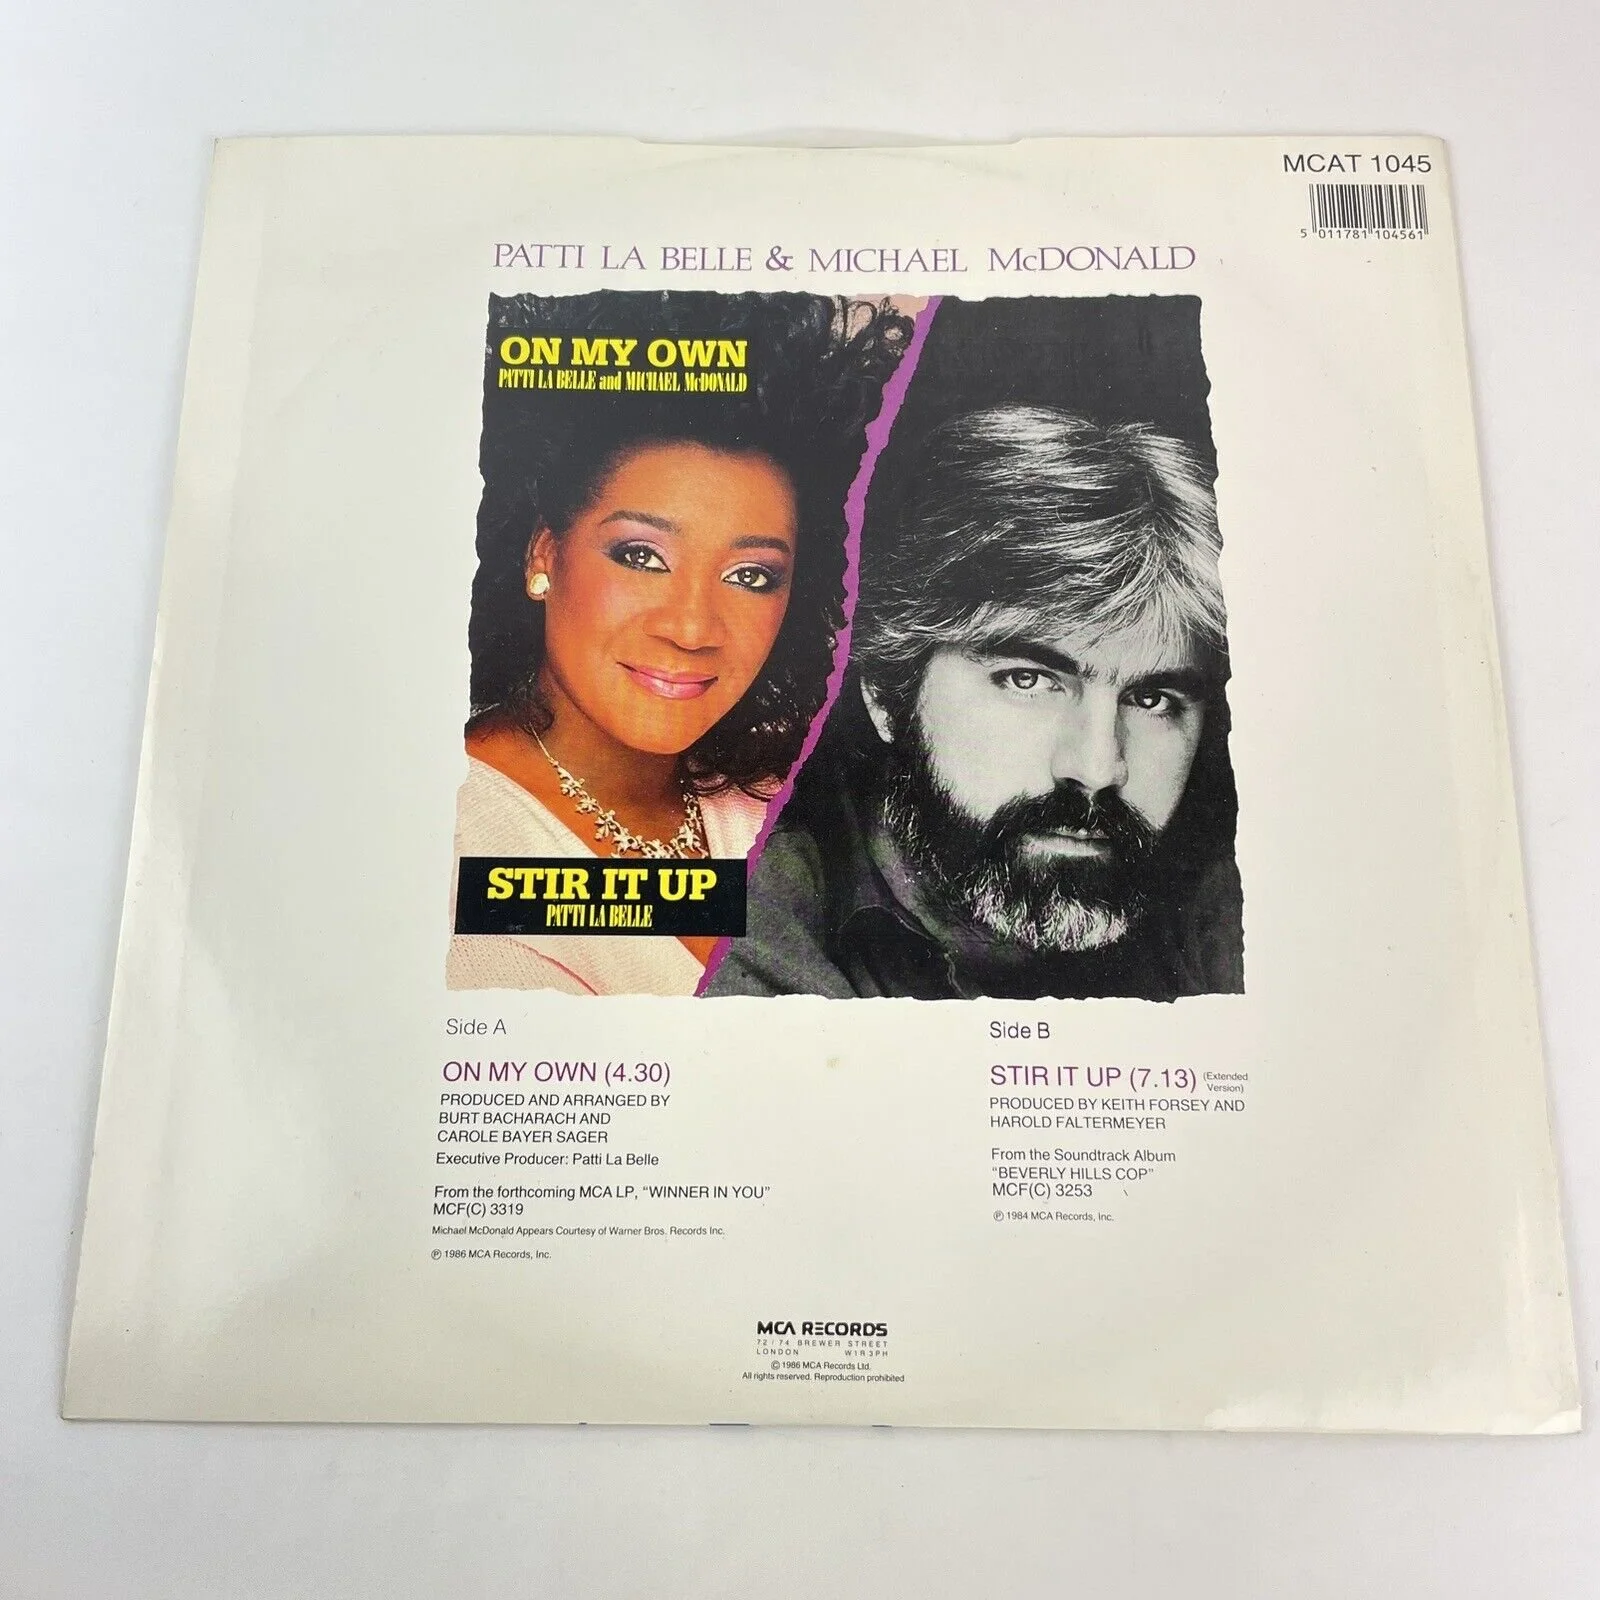 MCAT 1045
5 011781 104561
PATTI LA BELLE & MICHAEL McDONALD
ON MY OWN
PATTI LA BELLE and MICHAEL McDONALD
STIR IT UP
PATTI LA BELLE
Side A
ON MY OWN (4.30)
PRODUCED AND ARRANGED BY
BURT BACHARACH AND
CAROLE BAYER SAGER
Executive Producer: Patti La Belle
From the forthcoming MCA LP, "WINNER IN YOU"
MCF(C) 3319
Michael McDonald Appears Courtesy of Warner Bros. Records Inc.
℗ 1986 MCA Records, Inc.
Side B
STIR IT UP (7.13) (Extended
Version)
PRODUCED BY KEITH FORSEY AND
HAROLD FALTERMEYER
From the Soundtrack Album
"BEVERLY HILLS COP"
MCF(C) 3253
℗ 1984 MCA Records, Inc.
MCA RECORDS
72/74 BREWER STREET
LONDON W1R 3PH
© 1986 MCA Records Ltd.
All rights reserved. Reproduction prohibited